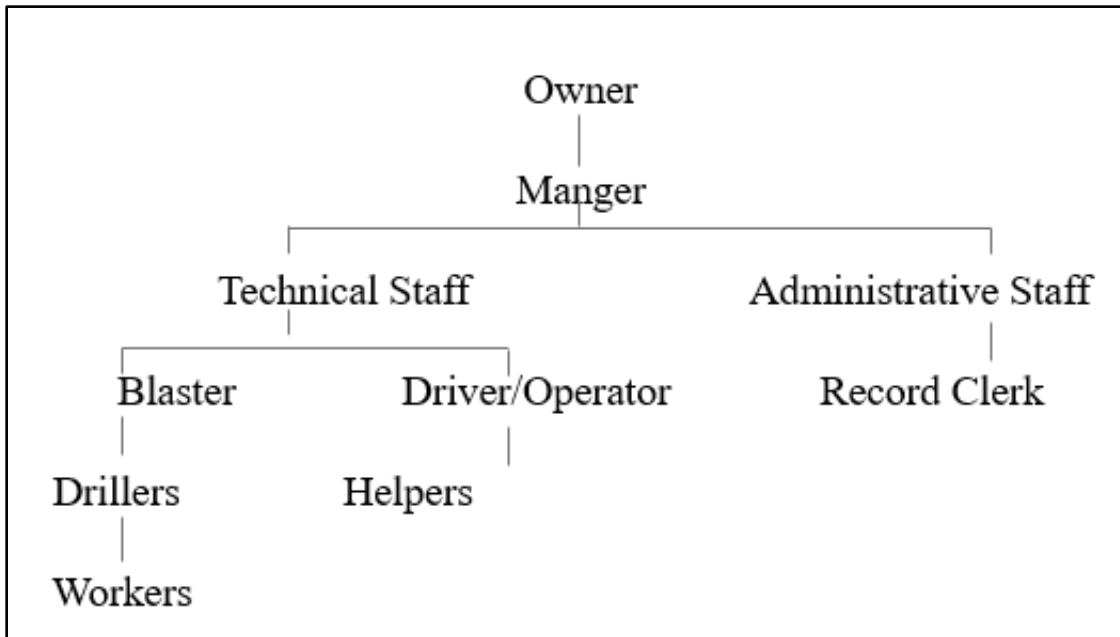 Owner
Manger
Technical Staff Administrative Staff
Blaster Driver/Operator Record Clerk
Drillers Helpers
Workers